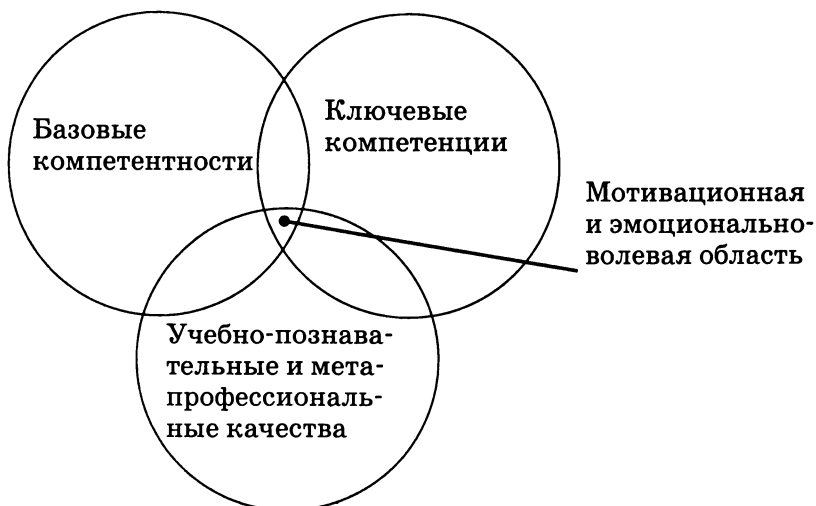 Базовые
компетентности
Ключевые
компетенции
Мотивационная
и эмоционально-
волевая область
Учебно-познава-
тельные и мета-
профессиональ-
ные качества